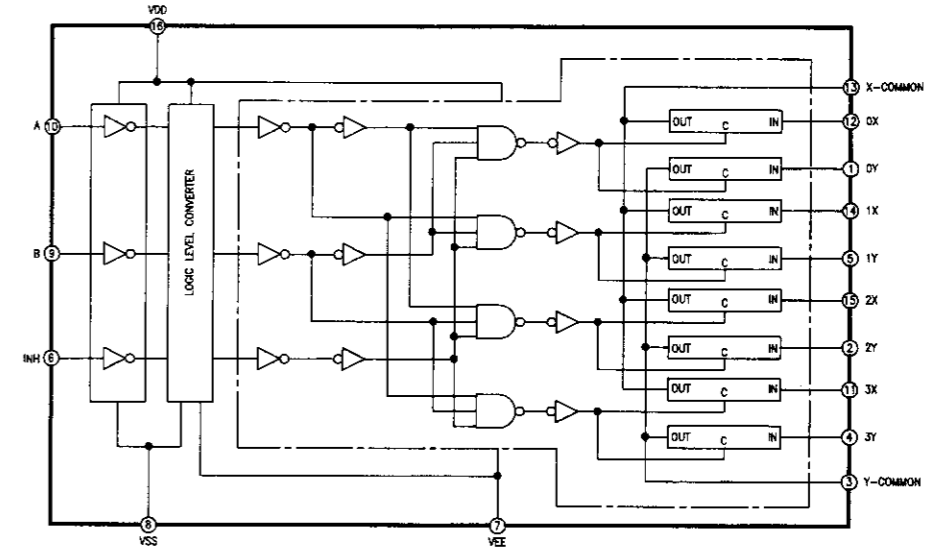 VDD
16
13 X-COMMON
A 10
OUT C IN 12 0X
OUT C IN 1 0Y
OUT C IN 14 1X
LOGIC LEVEL CONVERTER
B 9
OUT C IN 5 1Y
OUT C IN 15 2X
INH 6
OUT C IN 2 2Y
OUT C IN 11 3X
OUT C IN 4 3Y
3 Y-COMMON
8
VSS
7
VEE